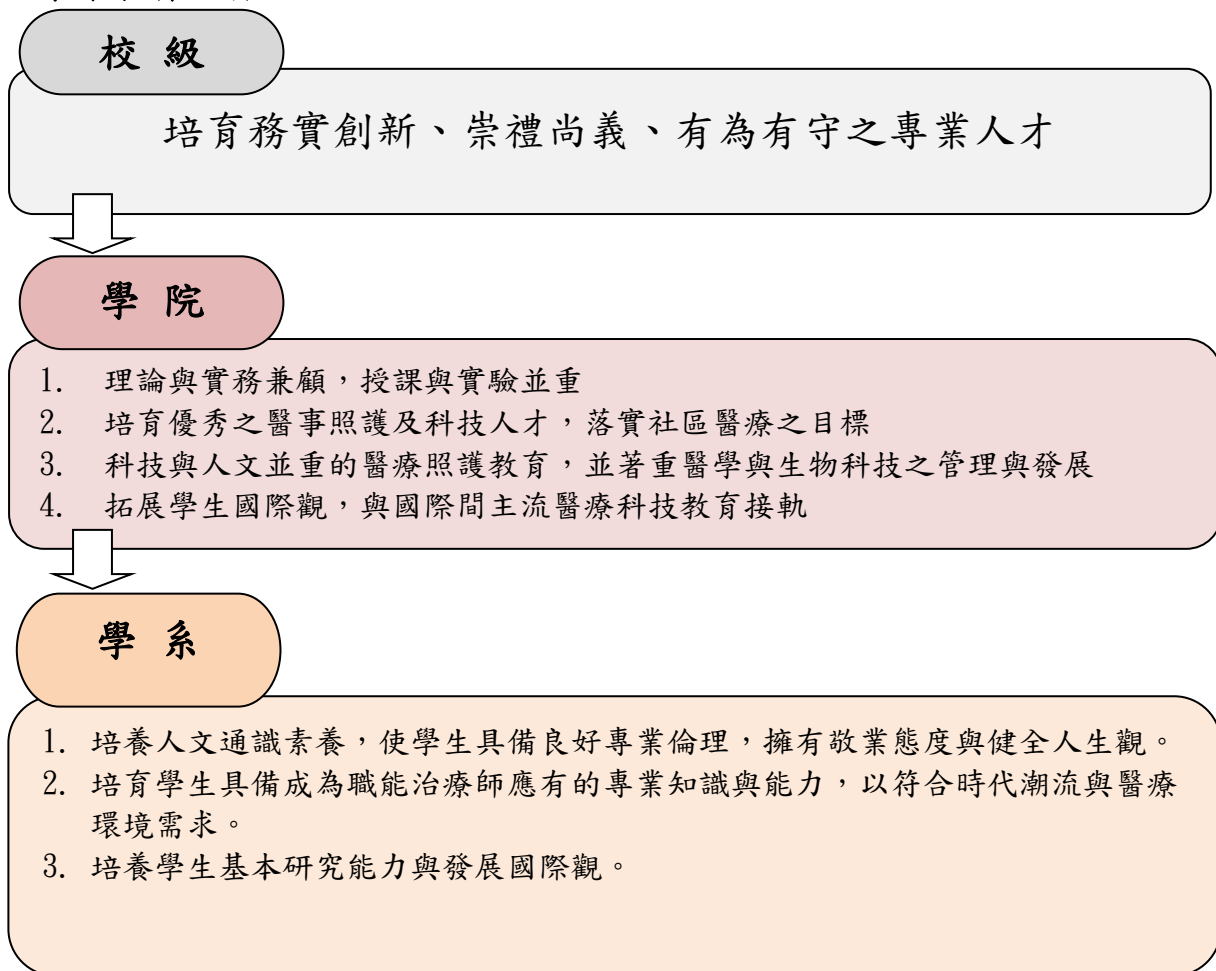 校 級
培育務實創新、崇禮尚義、有為有守之專業人才
學 院
1. 理論與實務兼顧，授課與實驗並重
2. 培育優秀之醫事照護及科技人才，落實社區醫療之目標
3. 科技與人文並重的醫療照護教育，並著重醫學與生物科技之管理與發展
4. 拓展學生國際觀，與國際間主流醫療科技教育接軌
學 系
1. 培養人文通識素養，使學生具備良好專業倫理，擁有敬業態度與健全人生觀。
2. 培育學生具備成為職能治療師應有的專業知識與能力，以符合時代潮流與醫療
環境需求。
3. 培養學生基本研究能力與發展國際觀。